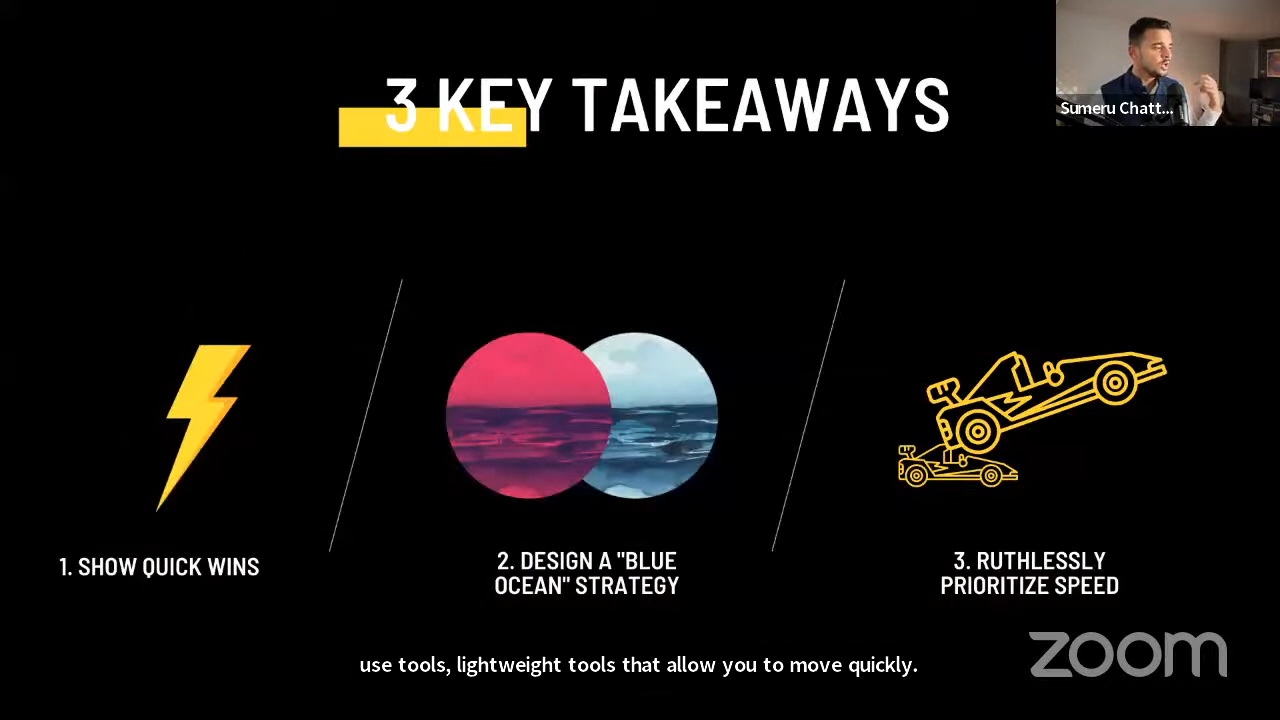 3 KEY TAKEAWAYS
Sumeru Chatt...
1. SHOW QUICK WINS
2. DESIGN A "BLUE
OCEAN" STRATEGY
3. RUTHLESSLY
PRIORITIZE SPEED
use tools, lightweight tools that allow you to move quickly.
zoom